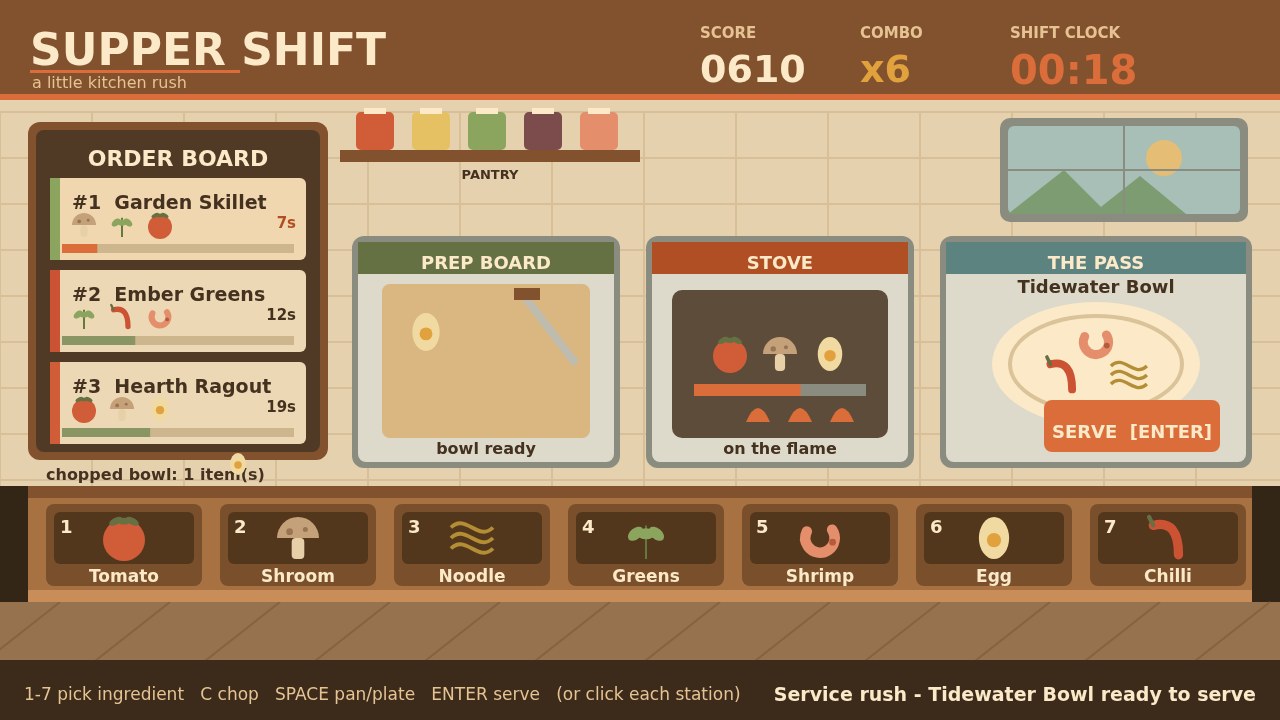 SUPPER SHIFT
a little kitchen rush
SCORE
0610
COMBO
x6
SHIFT CLOCK
00:18
ORDER BOARD
#1 Garden Skillet
7s
#2 Ember Greens
12s
#3 Hearth Ragout
19s
chopped bowl: 1 item(s)
PANTRY
PREP BOARD
bowl ready
STOVE
on the flame
THE PASS
Tidewater Bowl
SERVE [ENTER]
1
Tomato
2
Shroom
3
Noodle
4
Greens
5
Shrimp
6
Egg
7
Chilli
1-7 pick ingredient C chop SPACE pan/plate ENTER serve (or click each station)
Service rush - Tidewater Bowl ready to serve